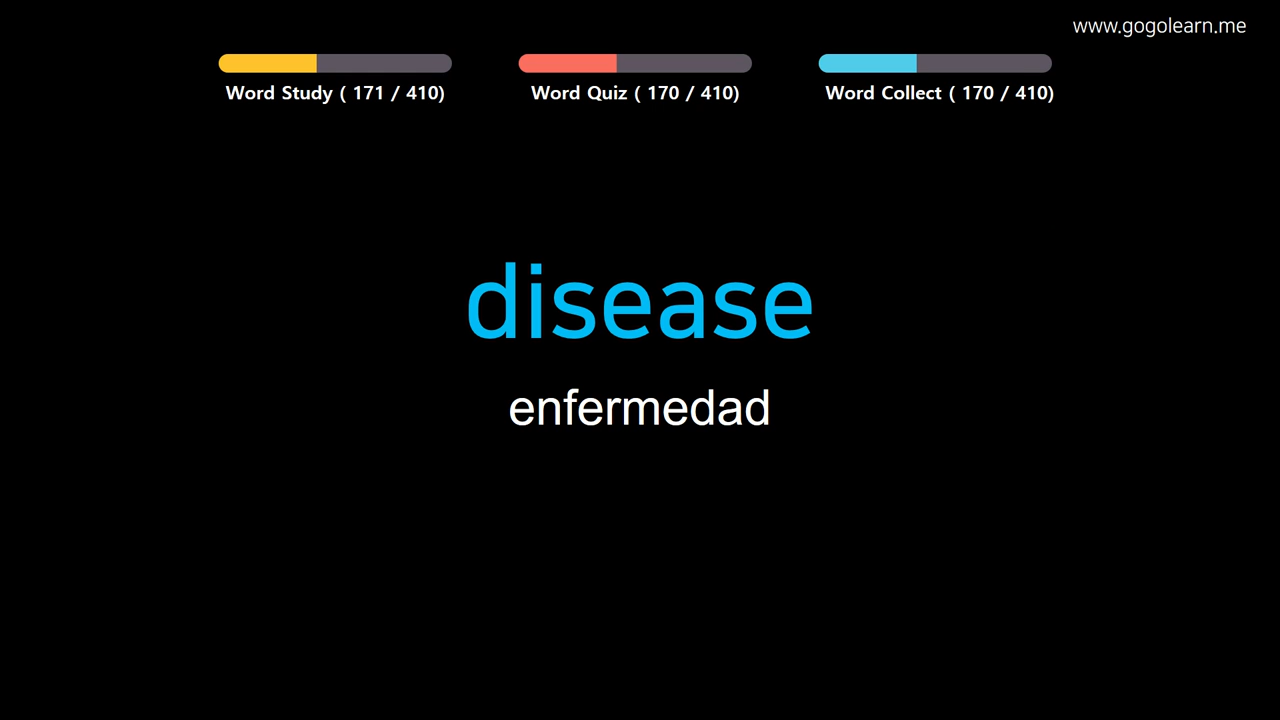 www.gogolearn.me
Word Study ( 171 / 410)
Word Quiz ( 170 / 410)
Word Collect ( 170 / 410)
disease
enfermedad